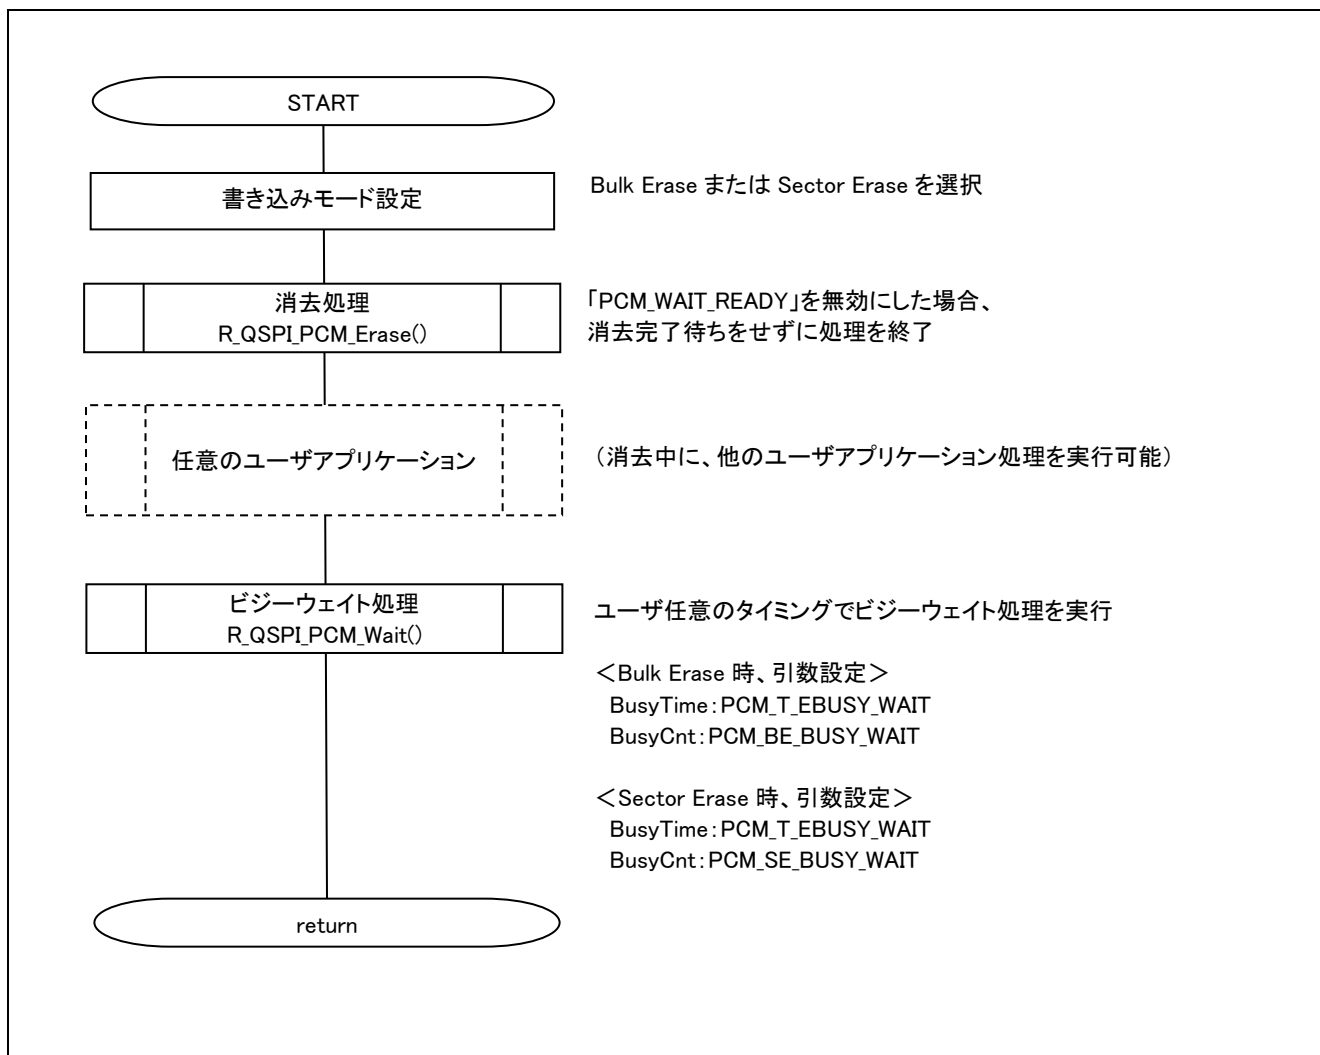 START
書き込みモード設定
Bulk Erase または Sector Erase を選択
消去処理
R_QSPI_PCM_Erase()
「PCM_WAIT_READY」を無効にした場合、
消去完了待ちをせずに処理を終了
任意のユーザアプリケーション
（消去中に、他のユーザアプリケーション処理を実行可能）
ビジーウェイト処理
R_QSPI_PCM_Wait()
ユーザ任意のタイミングでビジーウェイト処理を実行
＜Bulk Erase 時、引数設定＞
BusyTime：PCM_T_EBUSY_WAIT
BusyCnt：PCM_BE_BUSY_WAIT
＜Sector Erase 時、引数設定＞
BusyTime：PCM_T_EBUSY_WAIT
BusyCnt：PCM_SE_BUSY_WAIT
return